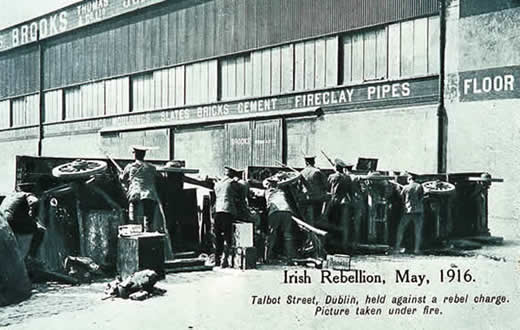 BROOKS THOMAS
MOULDINGS SLATES BRICKS CEMENT FIRECLAY PIPES
FLOOR
Irish Rebellion, May, 1916.
Talbot Street, Dublin, held against a rebel charge.
Picture taken under fire.